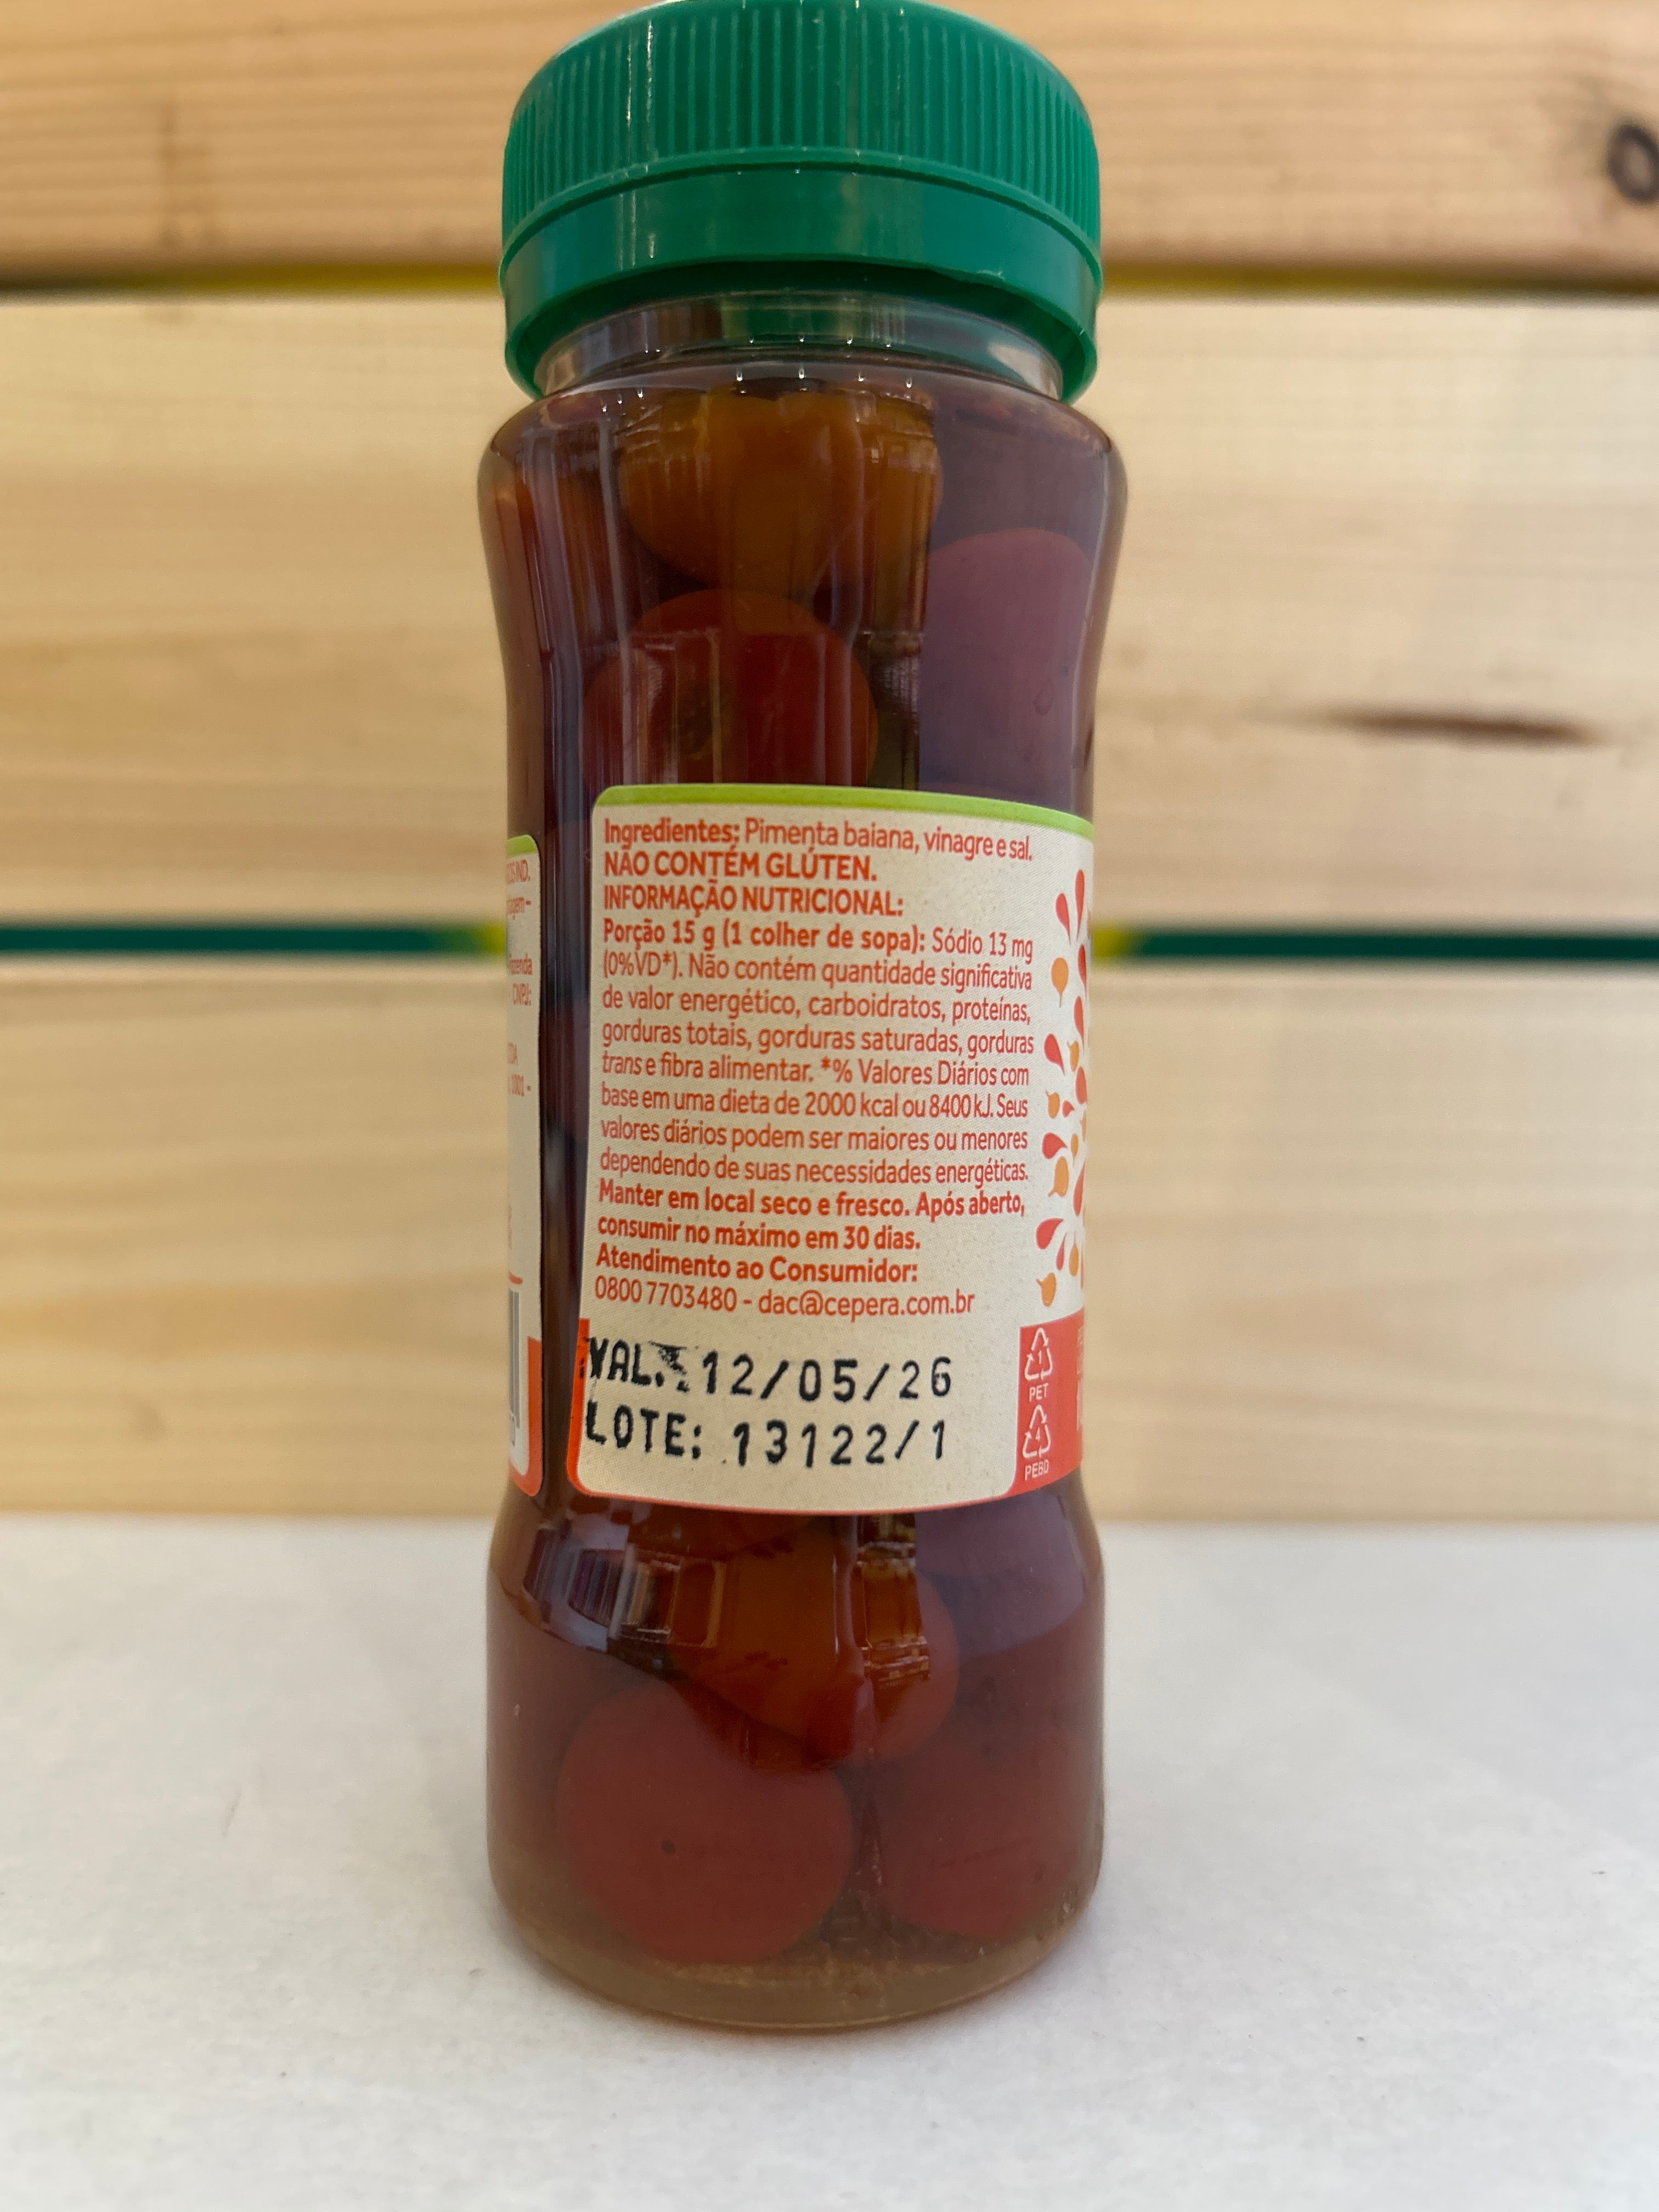 Ingredientes: Pimenta baiana, vinagre e sal.
NÃO CONTÉM GLÚTEN.
INFORMAÇÃO NUTRICIONAL:
Porção 15 g (1 colher de sopa): Sódio 13 mg
(0%VD*). Não contém quantidade significativa
de valor energético, carboidratos, proteínas,
gorduras totais, gorduras saturadas, gorduras
trans e fibra alimentar. *% Valores Diários com
base em uma dieta de 2000 kcal ou 8400 kJ. Seus
valores diários podem ser maiores ou menores
dependendo de suas necessidades energéticas.
Manter em local seco e fresco. Após aberto,
consumir no máximo em 30 dias.
Atendimento ao Consumidor:
0800 7703480 - dac@cepera.com.br
VAL.: 12/05/26
LOTE: 13122/1
1
PET
4
PEBD
IND.
CNPJ:
1001 -